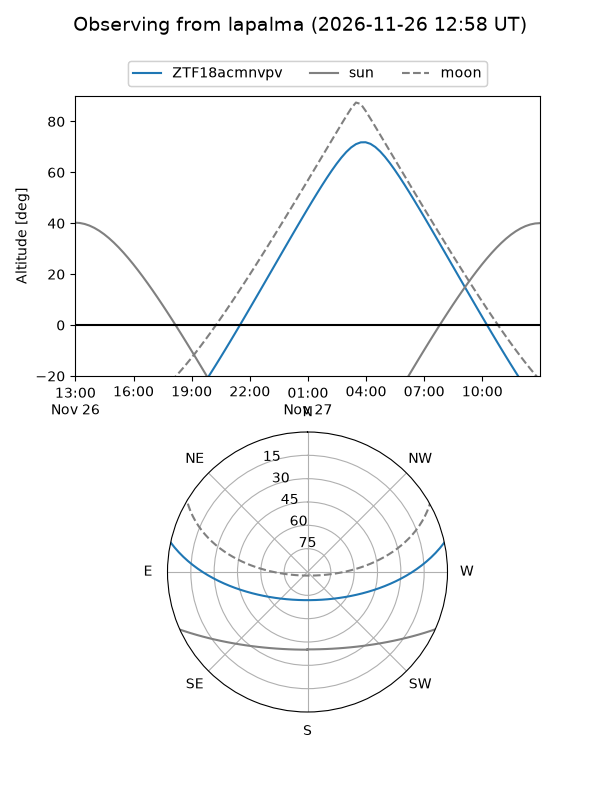 Observing from lapalma (2026-11-26 12:58 UT)
ZTF18acmnvpv sun moon
Altitude [deg]
80
60
40
20
0
−20
13:00 16:00 19:00 22:00 01:00 04:00 07:00 10:00
Nov 26 Nov 27
N
NE NW
15
30
45
60
75
E W
SE SW
S